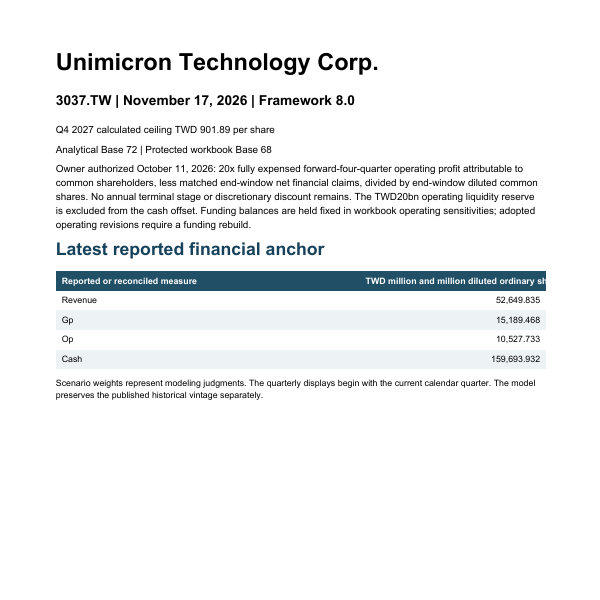 Unimicron Technology Corp.
3037.TW | November 17, 2026 | Framework 8.0
Q4 2027 calculated ceiling TWD 901.89 per share
Analytical Base 72 | Protected workbook Base 68
Owner authorized October 11, 2026: 20x fully expensed forward-four-quarter operating profit attributable to
common shareholders, less matched end-window net financial claims, divided by end-window diluted common
shares. No annual terminal stage or discretionary discount remains. The TWD20bn operating liquidity reserve
is excluded from the cash offset. Funding balances are held fixed in workbook operating sensitivities; adopted
operating revisions require a funding rebuild.
Latest reported financial anchor
Reported or reconciled measure TWD million and million diluted ordinary sh
Revenue 52,649.835
Gp 15,189.468
Op 10,527.733
Cash 159,693.932
Scenario weights represent modeling judgments. The quarterly displays begin with the current calendar quarter. The model
preserves the published historical vintage separately.